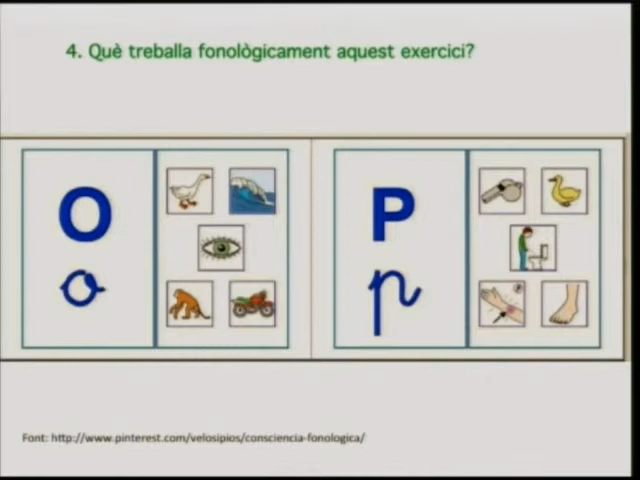 4. Què treballa fonològicament aquest exercici?
O
o
P
p
Font: http://www.pinterest.com/velosipios/consciencia-fonologica/